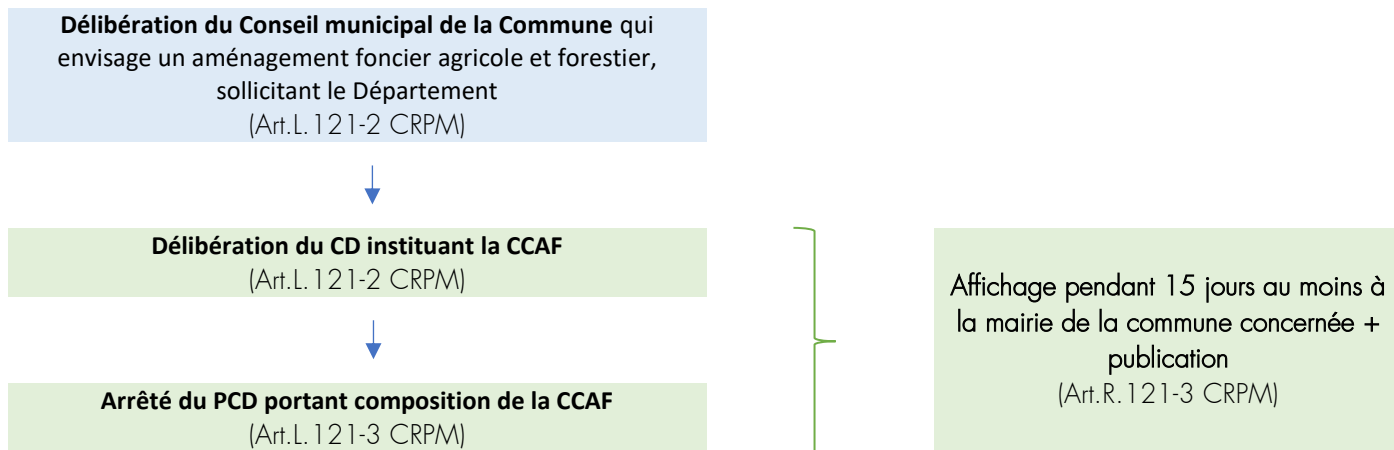 Délibération du Conseil municipal de la Commune qui
envisage un aménagement foncier agricole et forestier,
sollicitant le Département
(Art.L.121-2 CRPM)
Délibération du CD instituant la CCAF
(Art.L.121-2 CRPM)
Arrêté du PCD portant composition de la CCAF
(Art.L.121-3 CRPM)
Affichage pendant 15 jours au moins à
la mairie de la commune concernée +
publication
(Art.R.121-3 CRPM)